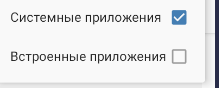 Системные приложения
Встроенные приложения